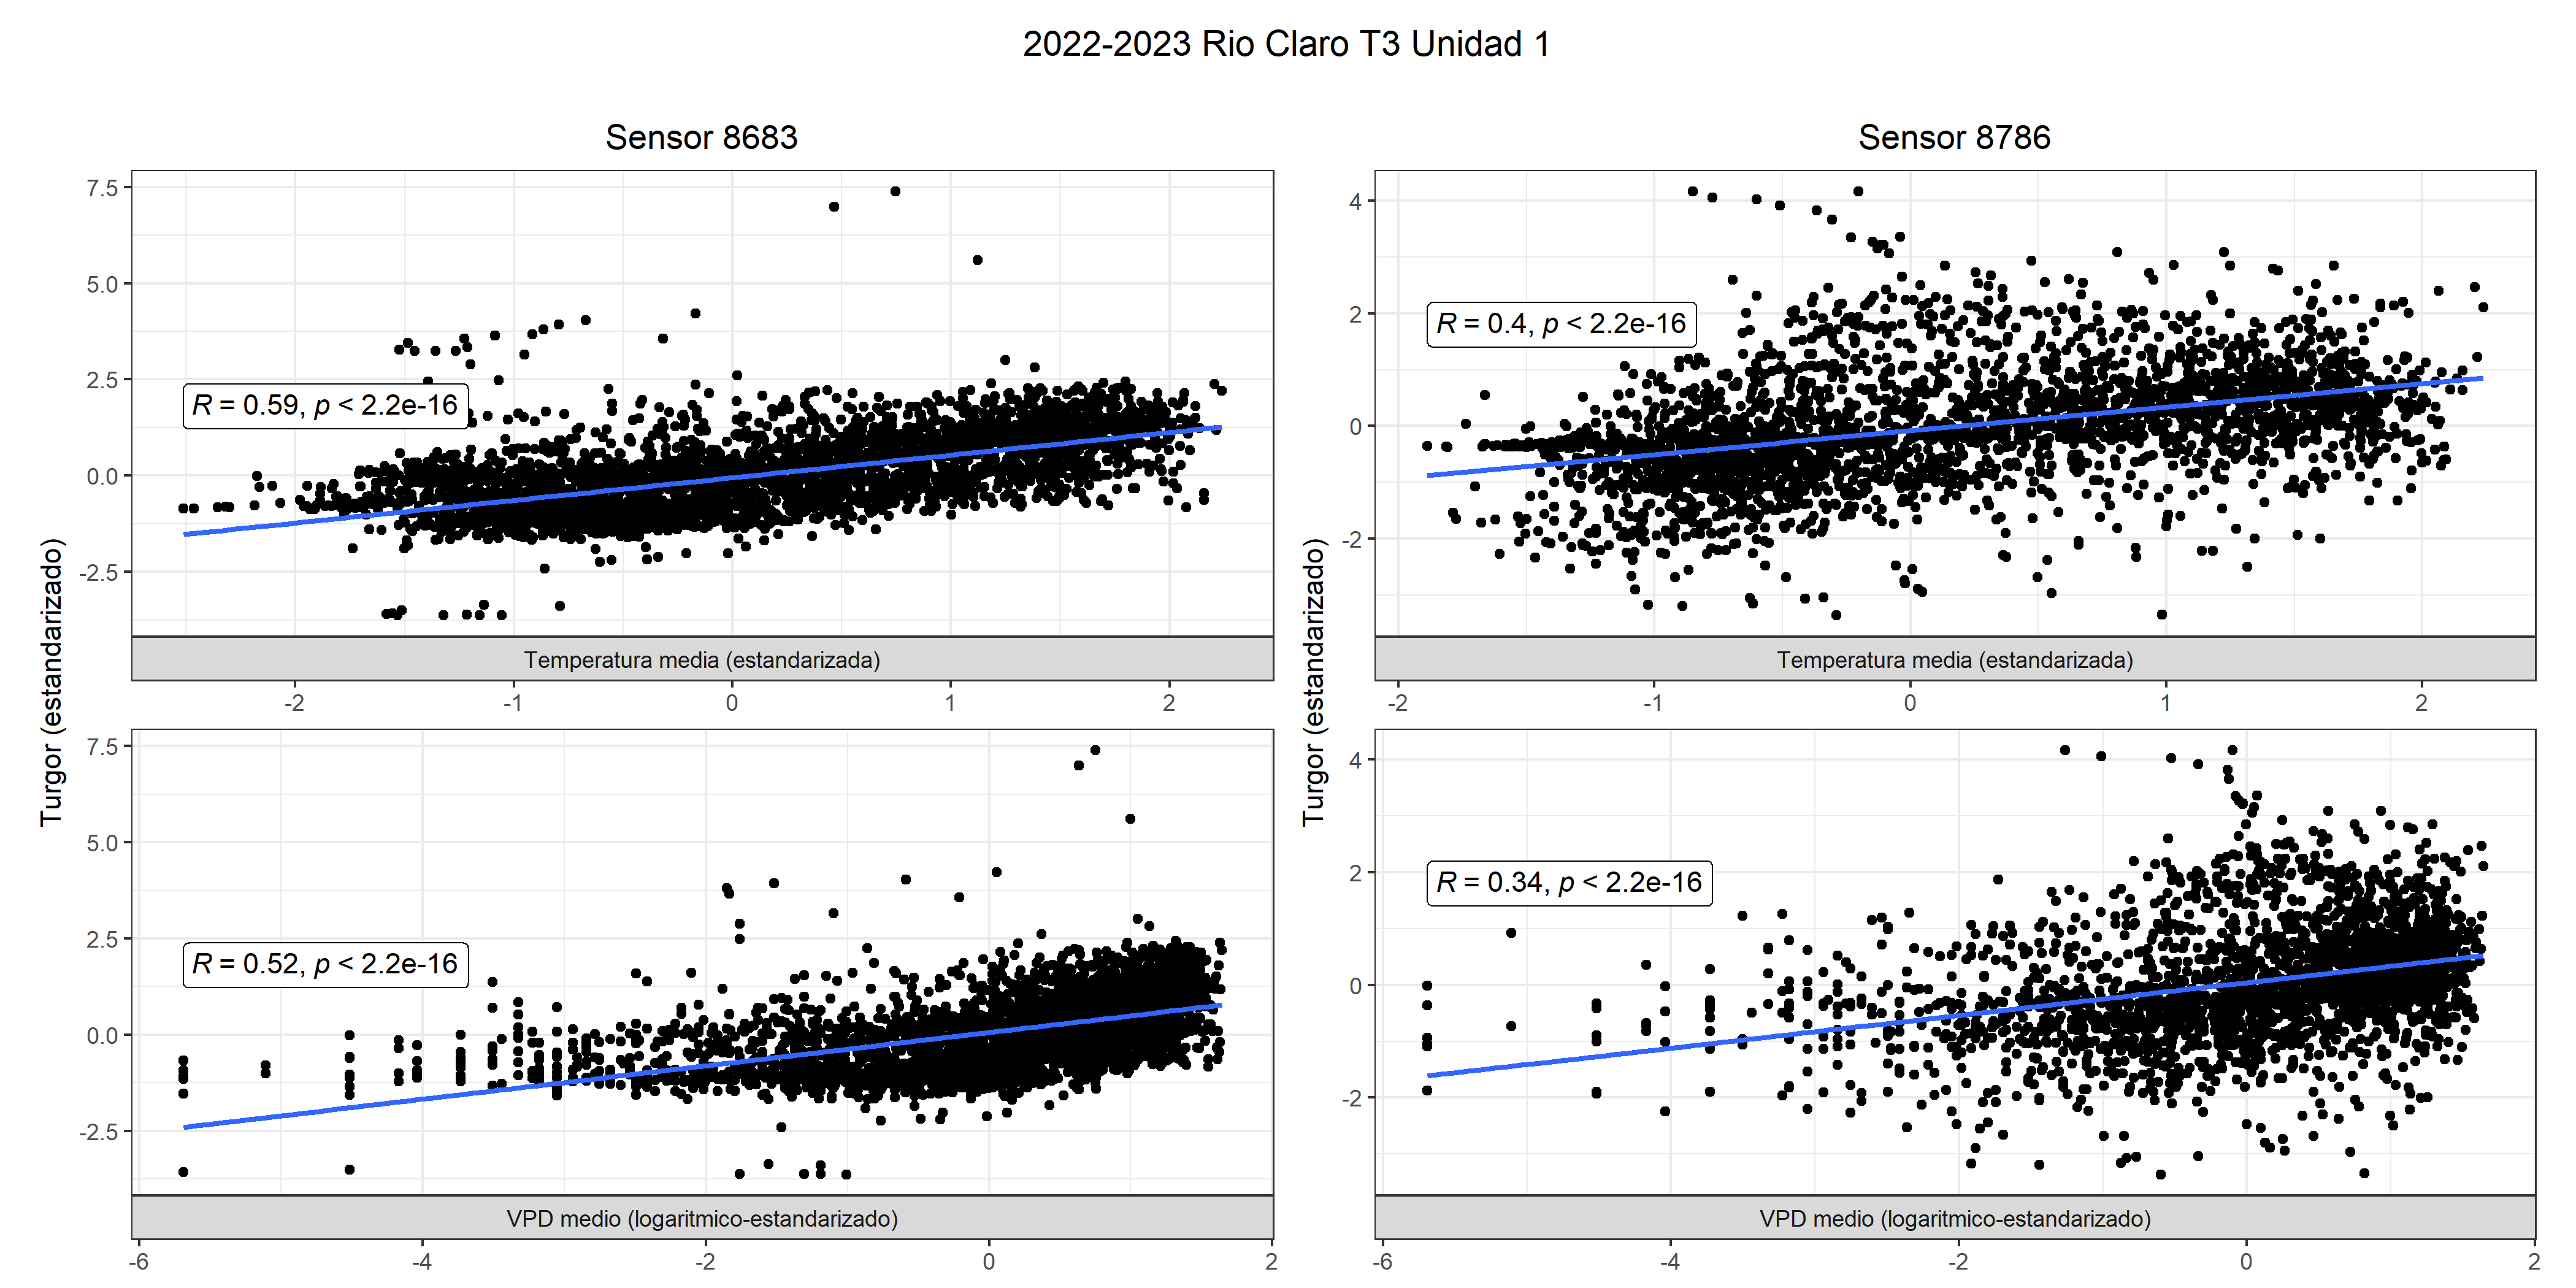 2022-2023 Rio Claro T3 Unidad 1
Sensor 8683
Sensor 8786
Turgor (estandarizado)
7.5
5.0
2.5
0.0
-2.5
R = 0.59, p < 2.2e-16
Temperatura media (estandarizada)
-2
-1
0
1
2
7.5
5.0
2.5
0.0
-2.5
R = 0.52, p < 2.2e-16
VPD medio (logaritmico-estandarizado)
-6
-4
-2
0
2
Turgor (estandarizado)
4
2
0
-2
R = 0.4, p < 2.2e-16
Temperatura media (estandarizada)
-2
-1
0
1
2
4
2
0
-2
R = 0.34, p < 2.2e-16
VPD medio (logaritmico-estandarizado)
-6
-4
-2
0
2